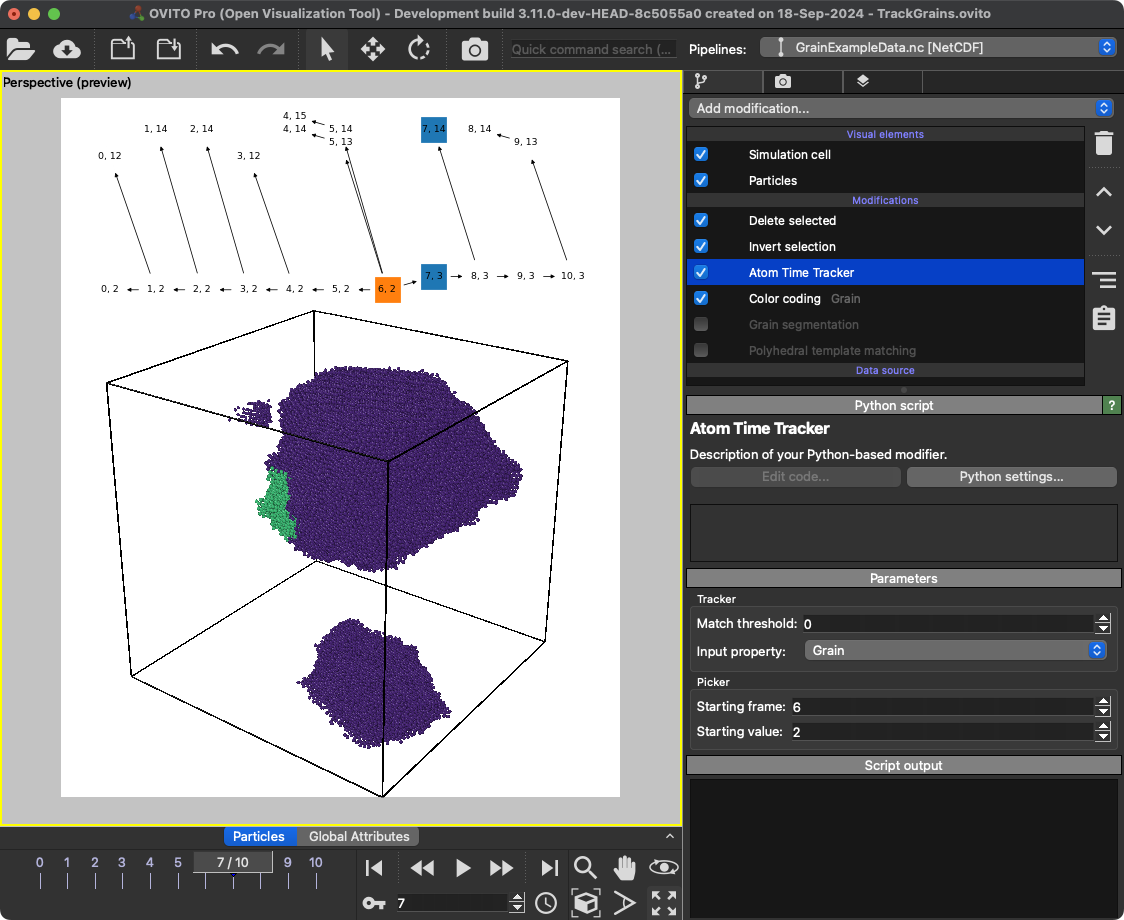 OVITO Pro (Open Visualization Tool) - Development build 3.11.0-dev-HEAD-8c5055a0 created on 18-Sep-2024 - TrackGrains.ovito
Quick command search (...
Pipelines:
GrainExampleData.nc [NetCDF]
Perspective (preview)
4, 15
1, 14 2, 14 4, 14 5, 14 7, 14 8, 14
5, 13 9, 13
0, 12 3, 12
7, 3 8, 3 9, 3 10, 3
0, 2 1, 2 2, 2 3, 2 4, 2 5, 2 6, 2
Add modification...
Visual elements
Simulation cell
Particles
Modifications
Delete selected
Invert selection
Atom Time Tracker
Color coding Grain
Grain segmentation
Polyhedral template matching
Data source
Python script
?
Atom Time Tracker
Description of your Python-based modifier.
Edit code...
Python settings...
Parameters
Tracker
Match threshold: 0
Input property: Grain
Picker
Starting frame: 6
Starting value: 2
Script output
Particles
Global Attributes
0 1 2 3 4 5 7 / 10 9 10
7